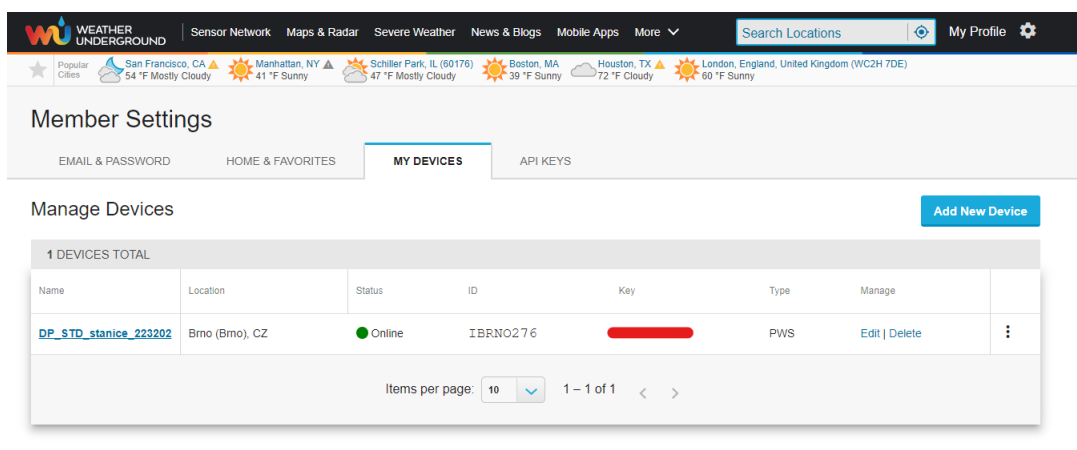 WEATHER UNDERGROUND Sensor Network Maps & Radar Severe Weather News & Blogs Mobile Apps More Search Locations My Profile
Popular Cities San Francisco, CA Manhattan, NY Schiller Park, IL (60176) Boston, MA Houston, TX London, England, United Kingdom (WC2H 7DE)
54 °F Mostly Cloudy 41 °F Sunny 47 °F Mostly Cloudy 39 °F Sunny 72 °F Cloudy 60 °F Sunny
Member Settings
EMAIL & PASSWORD HOME & FAVORITES MY DEVICES API KEYS
Manage Devices Add New Device
1 DEVICES TOTAL
Name Location Status ID Key Type Manage
DP_STD_stanice_223202 Brno (Brno), CZ Online IBRNO276 PWS Edit | Delete
Items per page: 10 1 – 1 of 1 < >